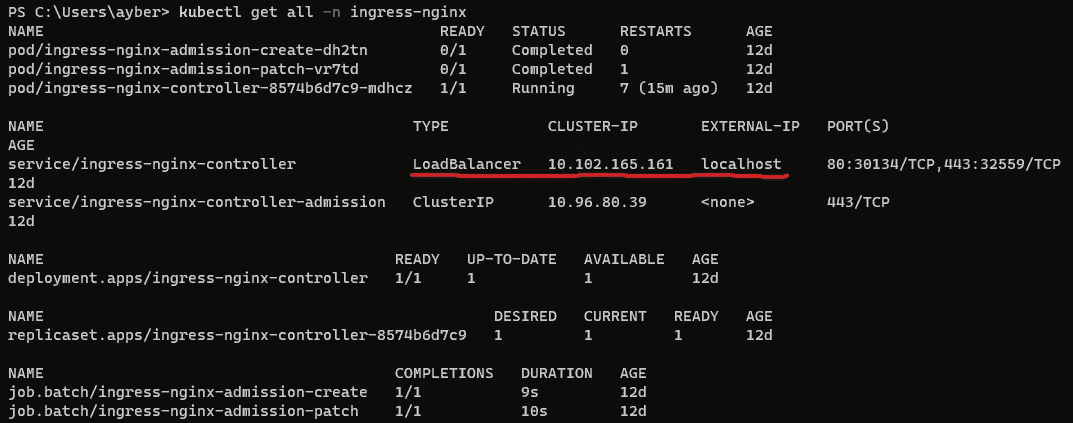 PS C:\Users\ayber> kubectl get all -n ingress-nginx
NAME READY STATUS RESTARTS AGE
pod/ingress-nginx-admission-create-dh2tn 0/1 Completed 0 12d
pod/ingress-nginx-admission-patch-vr7td 0/1 Completed 1 12d
pod/ingress-nginx-controller-8574b6d7c9-mdhcz 1/1 Running 7 (15m ago) 12d
NAME TYPE CLUSTER-IP EXTERNAL-IP PORT(S)
AGE
service/ingress-nginx-controller LoadBalancer 10.102.165.161 localhost 80:30134/TCP,443:32559/TCP
12d
service/ingress-nginx-controller-admission ClusterIP 10.96.80.39 <none> 443/TCP
12d
NAME READY UP-TO-DATE AVAILABLE AGE
deployment.apps/ingress-nginx-controller 1/1 1 1 12d
NAME DESIRED CURRENT READY AGE
replicaset.apps/ingress-nginx-controller-8574b6d7c9 1 1 1 12d
NAME COMPLETIONS DURATION AGE
job.batch/ingress-nginx-admission-create 1/1 9s 12d
job.batch/ingress-nginx-admission-patch 1/1 10s 12d